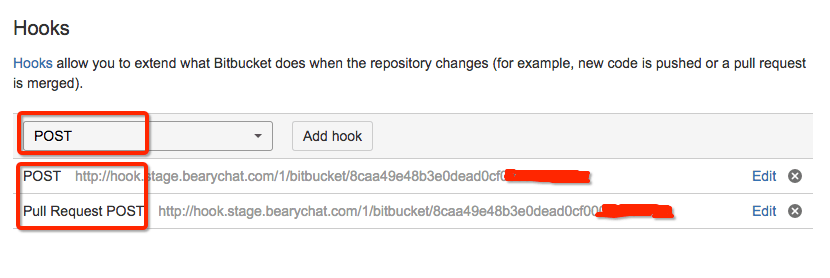 Hooks
Hooks allow you to extend what Bitbucket does when the repository changes (for example, new code is pushed or a pull request
is merged).
POST
Add hook
POST http://hook.stage.bearychat.com/1/bitbucket/8caa49e48b3e0dead0cf0 Edit
Pull Request POST http://hook.stage.bearychat.com/1/bitbucket/8caa49e48b3e0dead0cf00 Edit